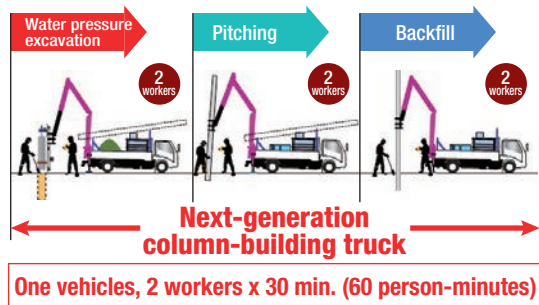 Water pressure
excavation
Pitching
Backfill
2
workers
2
workers
2
workers
Next-generation
column-building truck
One vehicles, 2 workers x 30 min. (60 person-minutes)